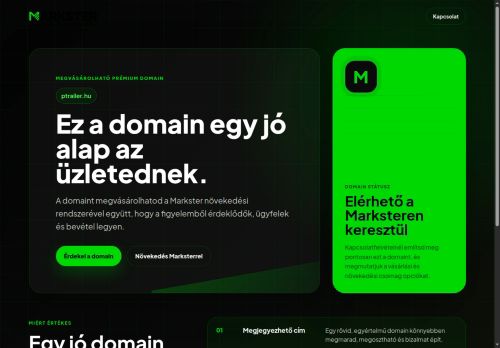 MARKSTER
Kapcsolat
MEGVÁSÁROLHATÓ PRÉMIUM DOMAIN
ptrailer.hu
Ez a domain egy jó
alap az
üzletednek.
A domaint megvásárolhatod a Markster növekedési
rendszerével együtt, hogy a figyelemből érdeklődők, ügyfelek
és bevétel legyen.
Érdekel a domain
Növekedés Marksterrel
M
DOMAIN STÁTUSZ
Elérhető a
Marksteren
keresztül
Kapcsolatfelvételnél említsd meg
pontosan ezt a domaint, és
megmutatjuk a vásárlási és
növekedési csomag opciókat.
MIÉRT ÉRTÉKES
Egy jó domain
01
Megjegyezhető cím
Egy rövid, egyértelmű domain könnyebben
megmarad, megosztható és bizalmat épít.